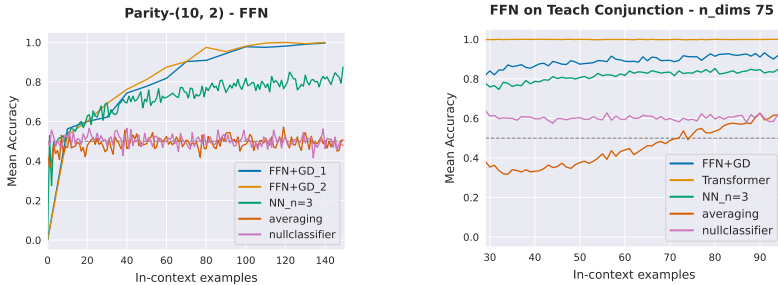 Parity-(10, 2) - FFN
1.0
0.8
0.6
0.4
0.2
0.0
Mean Accuracy
FFN+GD_1
FFN+GD_2
NN_n=3
averaging
nullclassifier
0 20 40 60 80 100 120 140
In-context examples
FFN on Teach Conjunction - n_dims 75
1.0
0.8
0.6
0.4
0.2
0.0
Mean Accuracy
FFN+GD
Transformer
NN_n=3
averaging
nullclassifier
30 40 50 60 70 80 90
In-context examples